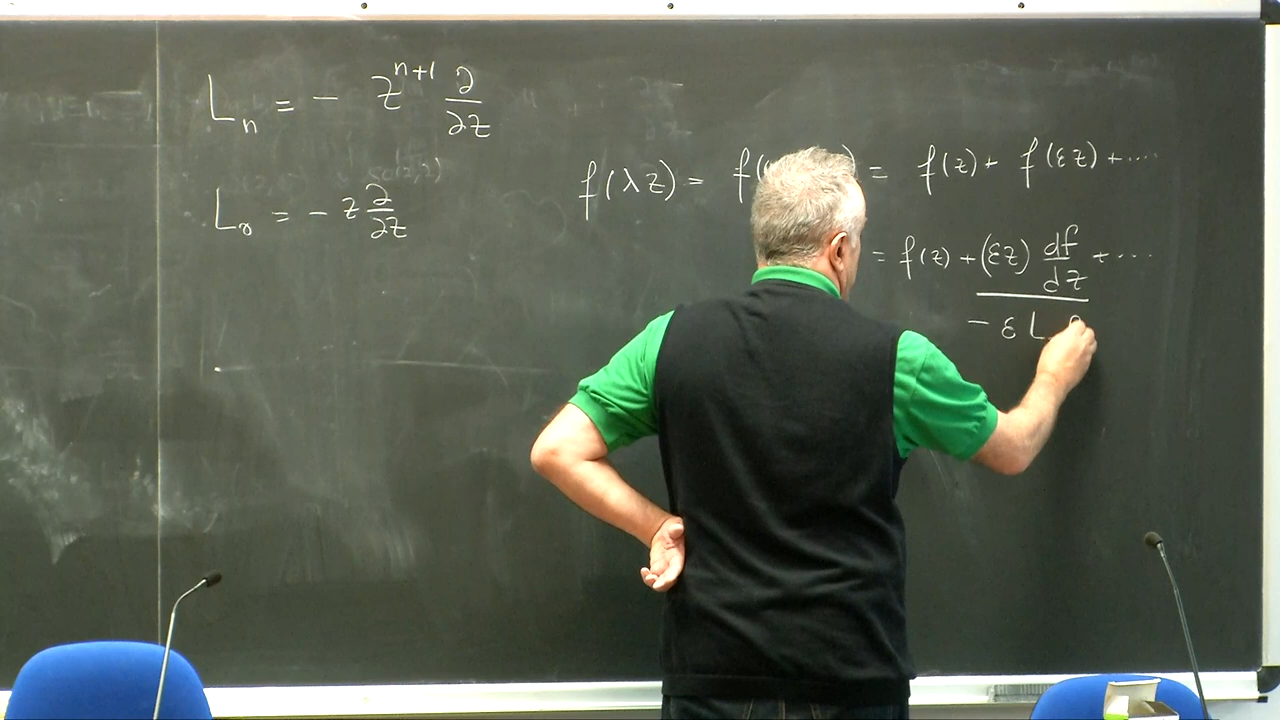 L_n = - z^{n+1} ∂/∂z
L_0 = - z ∂/∂z
f(λz) = f( ) = f(z) + f(εz) + ....
= f(z) + (εz) df/dz + ....
- ε L